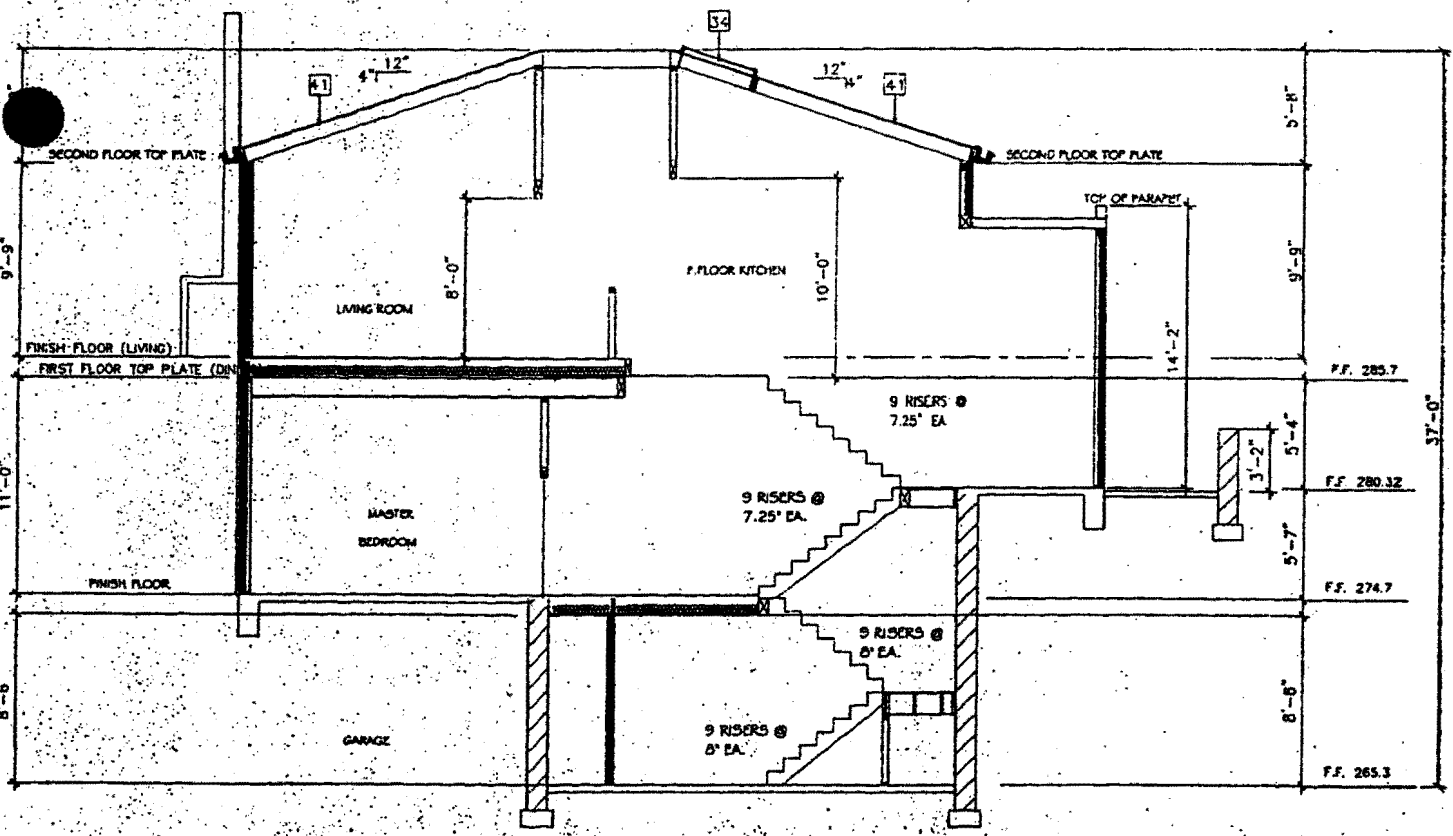 34
12"
4"
41
12"
4"
41
5'-8"
SECOND FLOOR TOP PLATE
SECOND FLOOR TOP PLATE
TOP OF PARAPET
9'-9"
8'-0"
F.FLOOR KITCHEN
10'-0"
9'-9"
LIVING ROOM
14'-2"
FINISH FLOOR (LIVING)
FIRST FLOOR TOP PLATE (DIN
F.F. 285.7
9 RISERS @
7.25" EA
37'-0"
5'-4"
3'-2"
11'-0"
9 RISERS @
7.25" EA.
F.F. 280.32
MASTER
BEDROOM
5'-7"
FINISH FLOOR
F.F. 274.7
9 RISERS @
8" EA.
8'-6"
GARAGE
9 RISERS @
8" EA.
F.F. 265.3